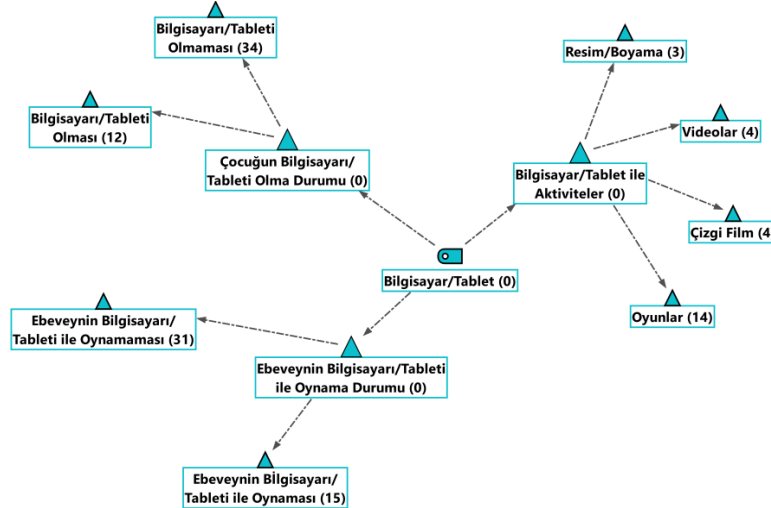 Bilgisayarı/Tableti
Olmaması (34)
Resim/Boyama (3)
Bilgisayarı/Tableti
Olması (12)
Videolar (4)
Çocuğun Bilgisayarı/
Tableti Olma Durumu (0)
Bilgisayar/Tablet ile
Aktiviteler (0)
Çizgi Film (4
Bilgisayar/Tablet (0)
Oyunlar (14)
Ebeveynin Bilgisayarı/
Tableti ile Oynamaması (31)
Ebeveynin Bilgisayarı/Tableti
ile Oynama Durumu (0)
Ebeveynin Bİlgisayarı/
Tableti ile Oynaması (15)